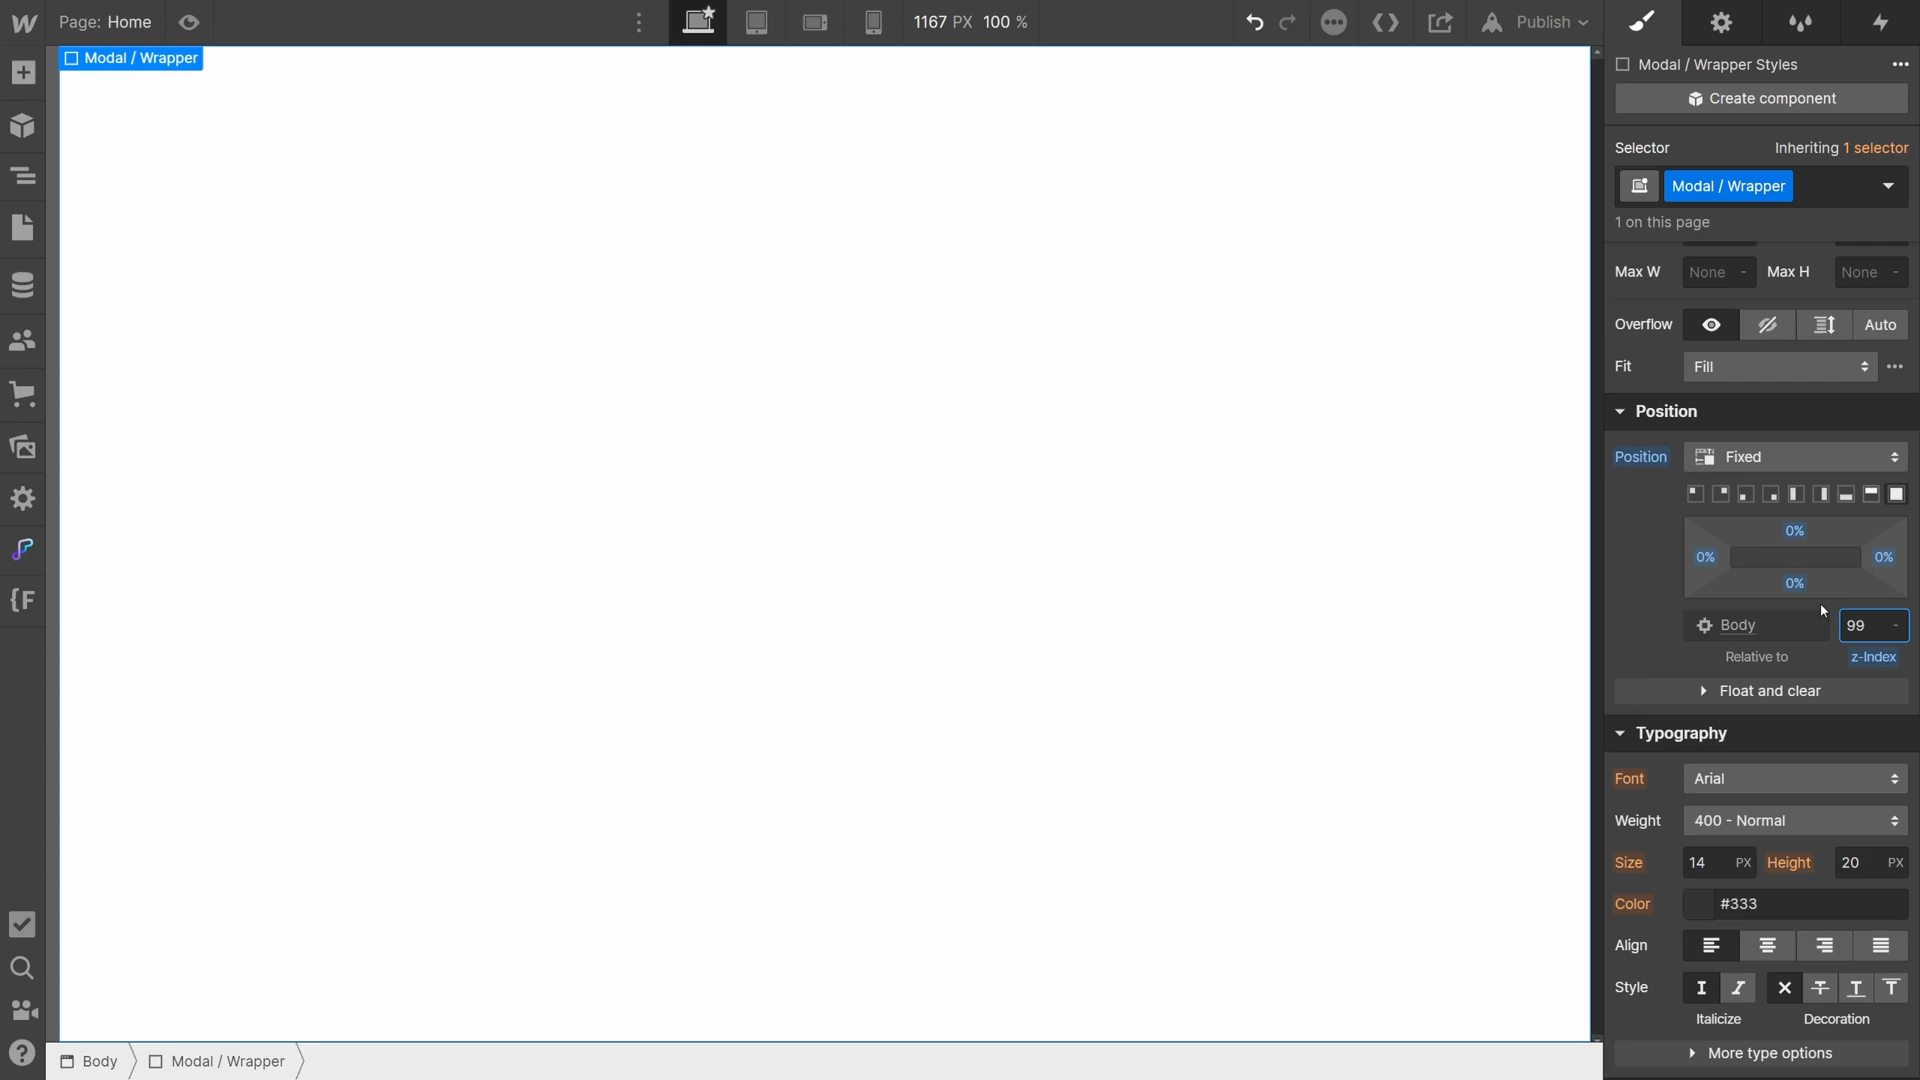 Page: Home
1167 PX 100 %
Publish
Modal / Wrapper
Modal / Wrapper Styles
Create component
Selector
Inheriting 1 selector
Modal / Wrapper
1 on this page
Max W None -
Max H None -
Overflow
Auto
Fit Fill
Position
Position Fixed
0%
0%
0%
0%
Body
99 -
Relative to
z-Index
Float and clear
Typography
Font Arial
Weight 400 - Normal
Size 14 PX Height 20 PX
Color #333
Align
Style
Italicize
Decoration
More type options
Body
Modal / Wrapper